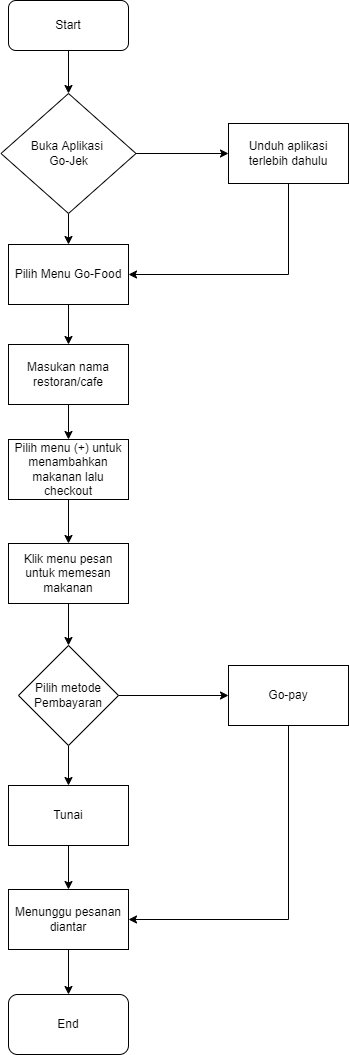 Start
Buka Aplikasi
Go-Jek
Unduh aplikasi
terlebih dahulu
Pilih Menu Go-Food
Masukan nama
restoran/cafe
Pilih menu (+) untuk
menambahkan
makanan lalu
checkout
Klik menu pesan
untuk memesan
makanan
Pilih metode
Pembayaran
Go-pay
Tunai
Menunggu pesanan
diantar
End